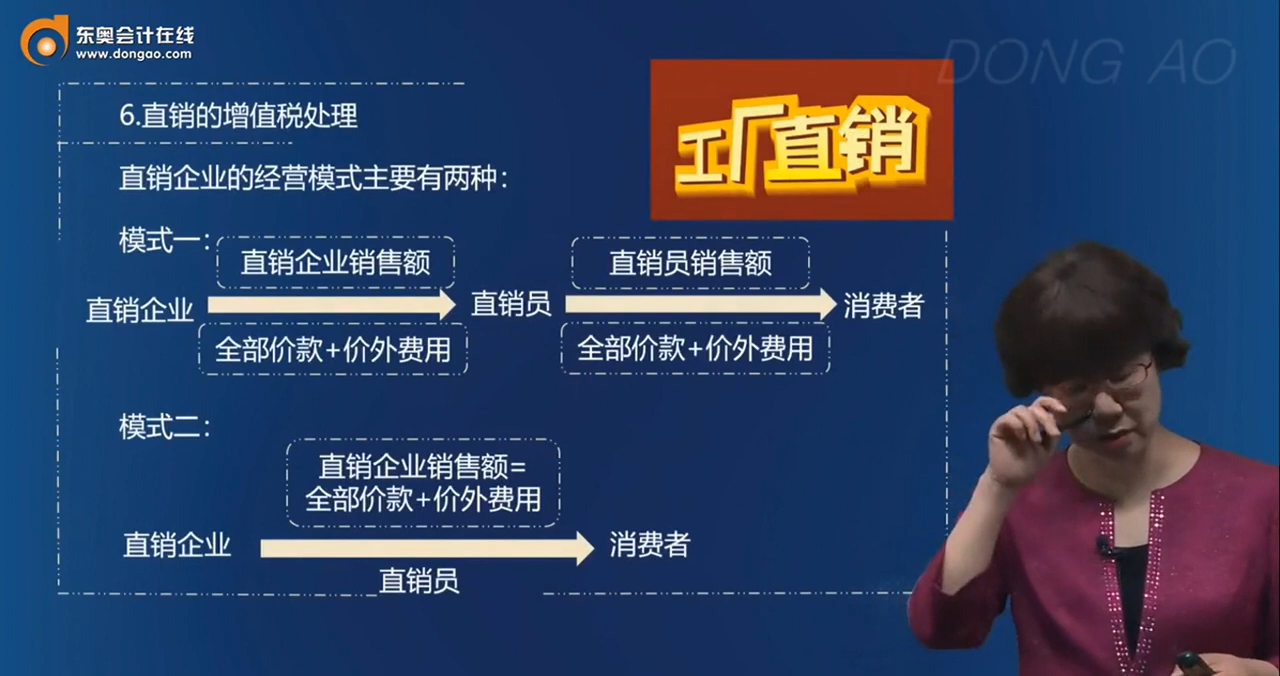 东奥会计在线
www.dongao.com
DONG AO
工厂直销
6.直销的增值税处理
直销企业的经营模式主要有两种：
模式一：
直销企业销售额
直销员销售额
直销企业
直销员
消费者
全部价款+价外费用
全部价款+价外费用
模式二：
直销企业销售额=
全部价款+价外费用
直销企业
消费者
直销员